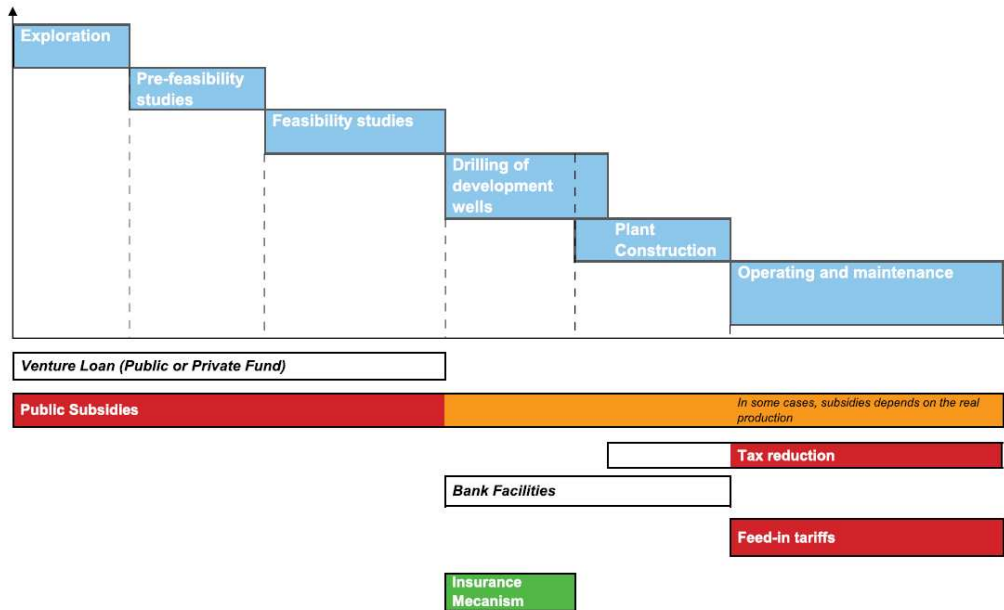 Exploration
Pre-feasibility
studies
Feasibility studies
Drilling of
development
wells
Plant
Construction
Operating and maintenance
Venture Loan (Public or Private Fund)
Public Subsidies
In some cases, subsidies depends on the real
production
Tax reduction
Bank Facilities
Feed-in tariffs
Insurance
Mecanism